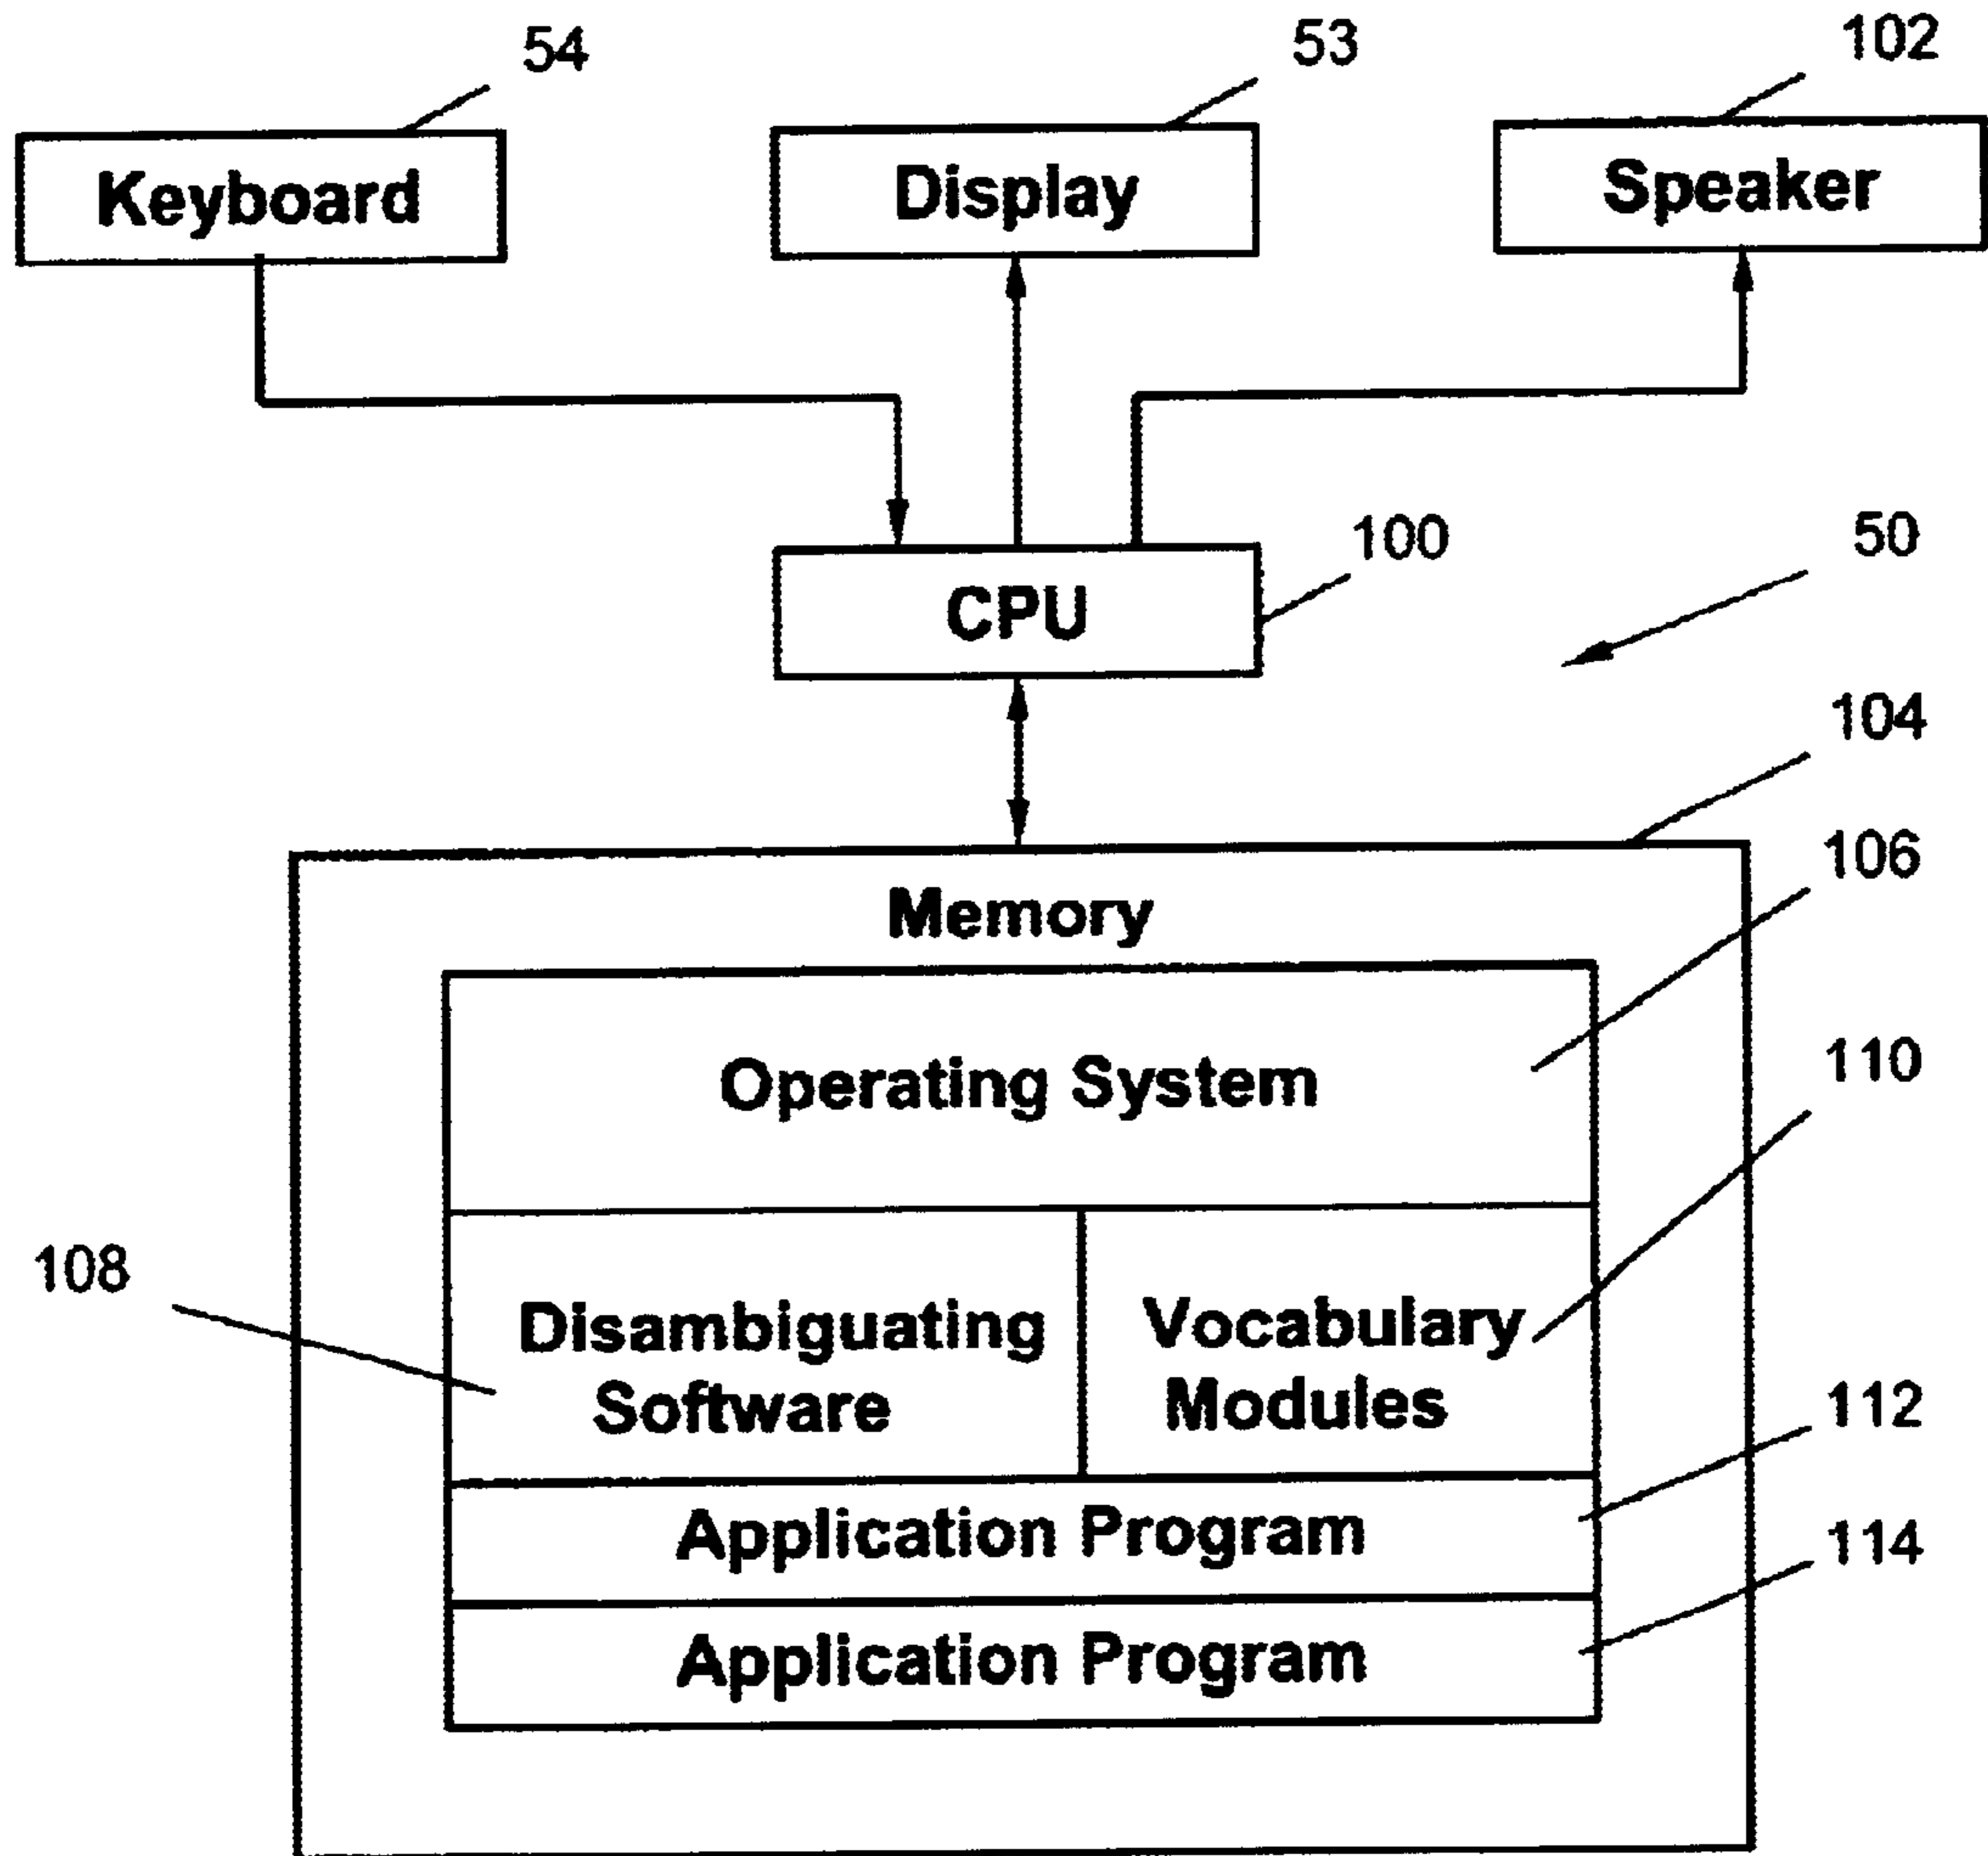 54
53
102
Keyboard
Display
Speaker
100
50
CPU
104
106
Memory
Operating System
110
108
Disambiguating
Software
Vocabulary
Modules
112
Application Program
114
Application Program